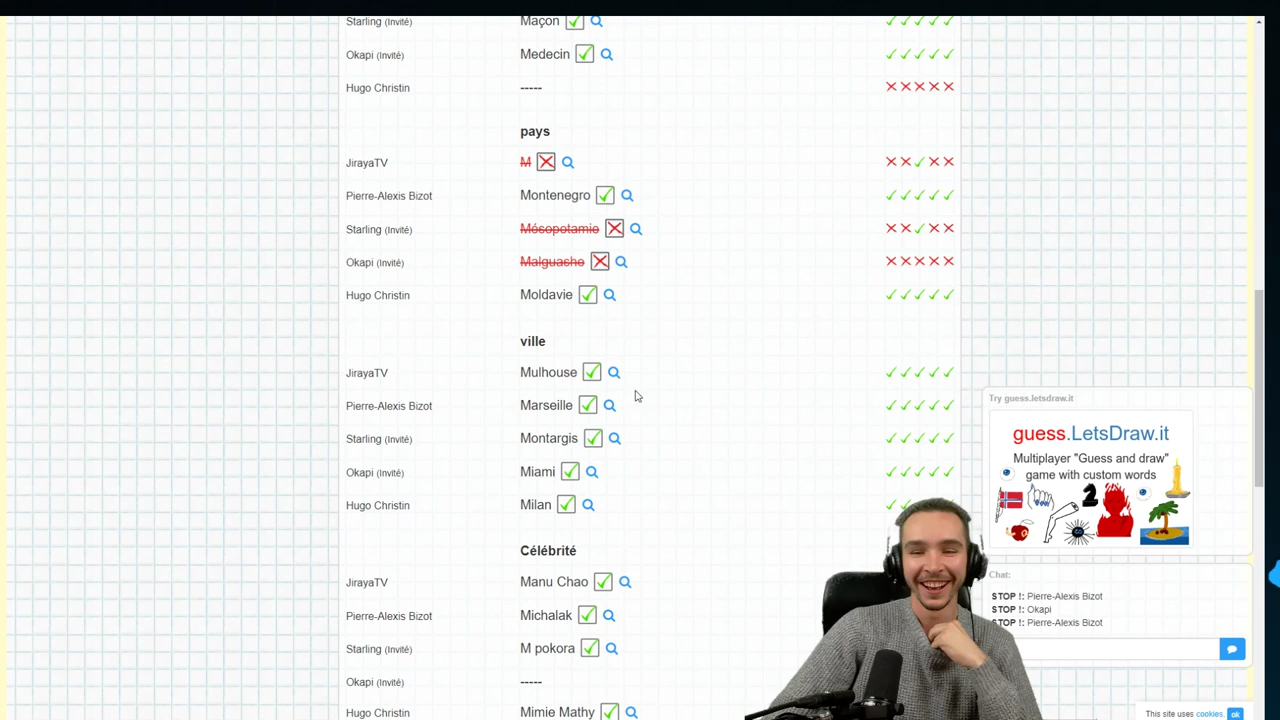 Starling (Invité) Maçon
Okapi (Invité) Medecin
Hugo Christin -----
pays
JirayaTV M
Pierre-Alexis Bizot Montenegro
Starling (Invité) Mésopotamie
Okapi (Invité) Malguasho
Hugo Christin Moldavie
ville
JirayaTV Mulhouse
Pierre-Alexis Bizot Marseille
Starling (Invité) Montargis
Okapi (Invité) Miami
Hugo Christin Milan
Célébrité
JirayaTV Manu Chao
Pierre-Alexis Bizot Michalak
Starling (Invité) M pokora
Okapi (Invité) -----
Hugo Christin Mimie Mathy
Try guess.letsdraw.it
guess.LetsDraw.it
Multiplayer "Guess and draw"
game with custom words
Chat:
STOP !: Pierre-Alexis Bizot
STOP !: Okapi
STOP !: Pierre-Alexis Bizot
This site uses cookies. ok